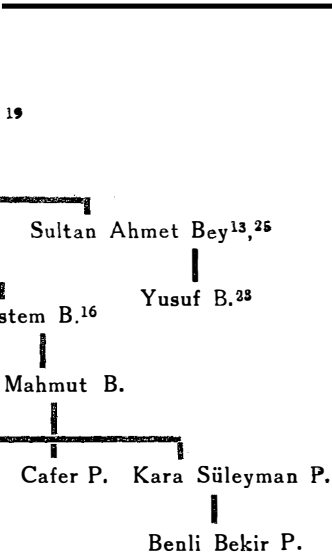 19
Sultan Ahmet Bey¹³,²⁵
Yusuf B.²³
stem B.¹⁶
Mahmut B.
Cafer P. Kara Süleyman P.
Benli Bekir P.